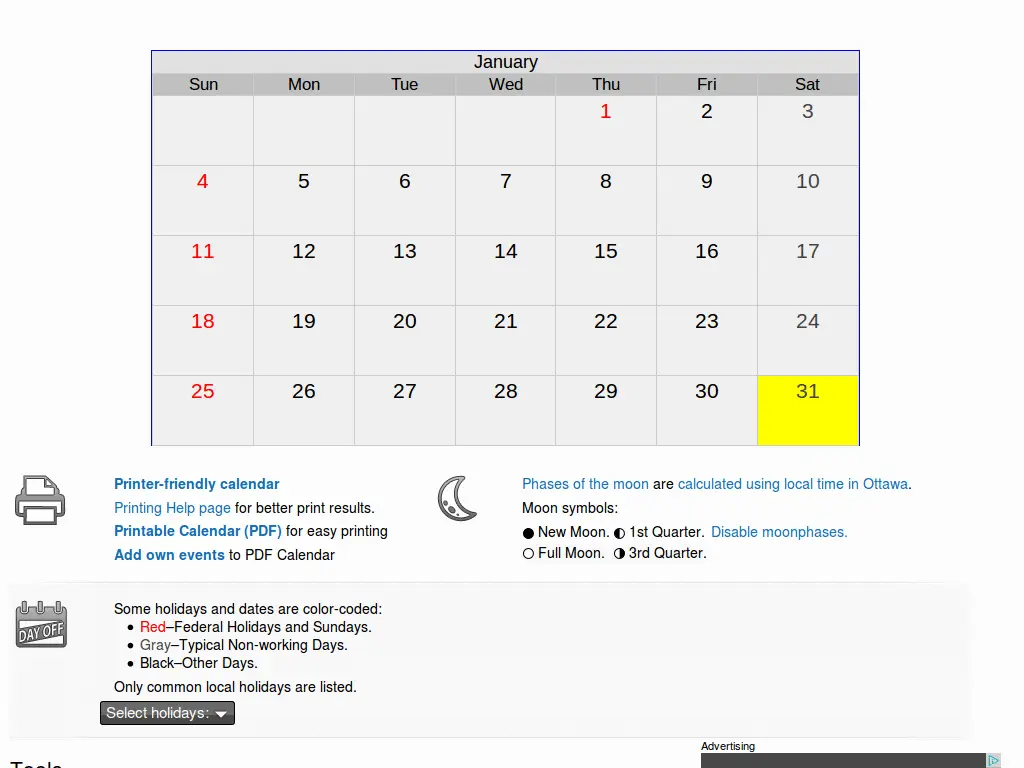 January
Sun Mon Tue Wed Thu Fri Sat
1 2 3
4 5 6 7 8 9 10
11 12 13 14 15 16 17
18 19 20 21 22 23 24
25 26 27 28 29 30 31
Printer-friendly calendar
Printing Help page for better print results.
Printable Calendar (PDF) for easy printing
Add own events to PDF Calendar
Phases of the moon are calculated using local time in Ottawa.
Moon symbols:
New Moon. 1st Quarter. Disable moonphases.
Full Moon. 3rd Quarter.
DAY OFF
Some holidays and dates are color-coded:
• Red–Federal Holidays and Sundays.
• Gray–Typical Non-working Days.
• Black–Other Days.
Only common local holidays are listed.
Select holidays:
Advertising
Tools